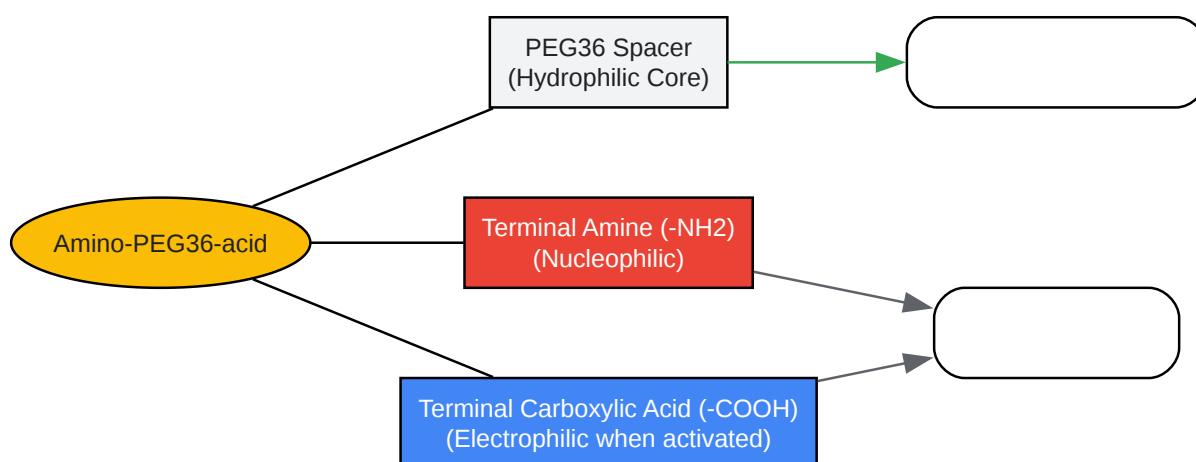 PEG36 Spacer
(Hydrophilic Core)
Amino-PEG36-acid
Terminal Amine (-NH2)
(Nucleophilic)
Terminal Carboxylic Acid (-COOH)
(Electrophilic when activated)